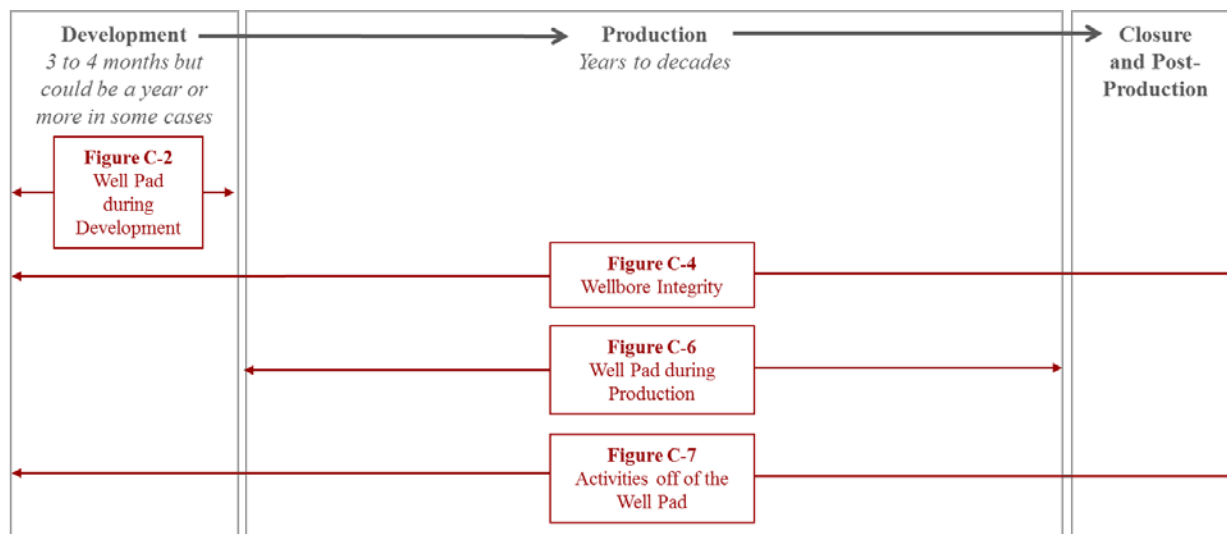 Development
3 to 4 months but
could be a year or
more in some cases
Production
Years to decades
Closure
and Post-
Production
Figure C-2
Well Pad
during
Development
Figure C-4
Wellbore Integrity
Figure C-6
Well Pad during
Production
Figure C-7
Activities off of the
Well Pad